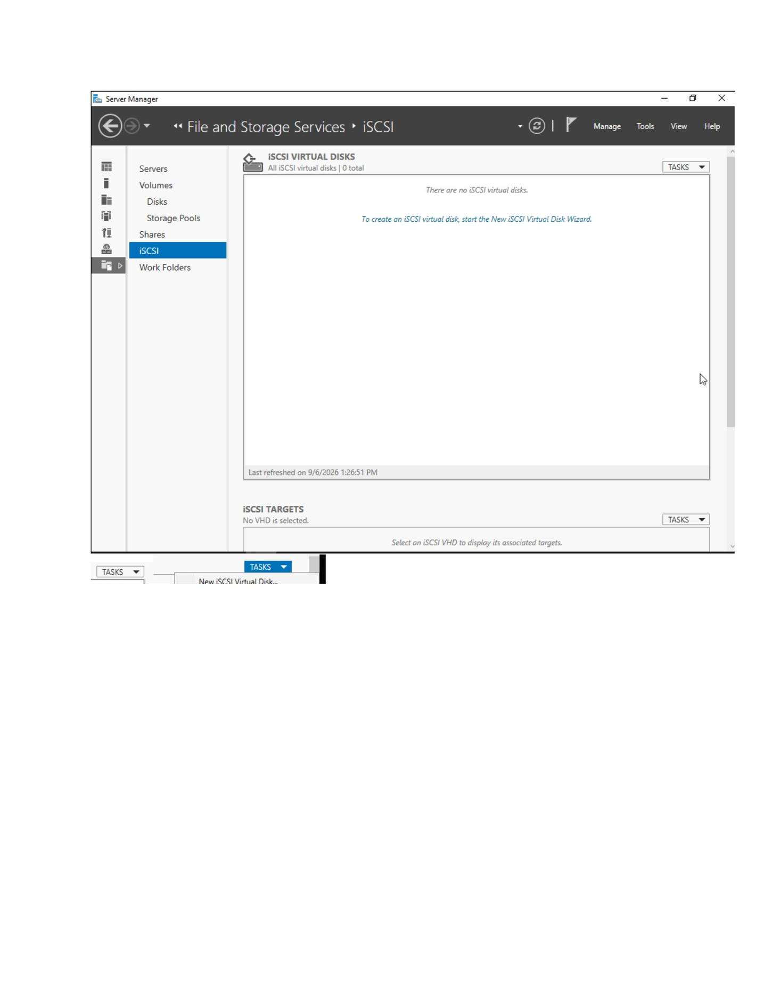 Server Manager
File and Storage Services iSCSI
Manage Tools View Help
Servers
Volumes
Disks
Storage Pools
Shares
iSCSI
Work Folders
iSCSI VIRTUAL DISKS
All iSCSI virtual disks | 0 total
TASKS
There are no iSCSI virtual disks.
To create an iSCSI virtual disk, start the New iSCSI Virtual Disk Wizard.
Last refreshed on 9/6/2026 1:26:51 PM
iSCSI TARGETS
No VHD is selected.
TASKS
Select an iSCSI VHD to display its associated targets.
TASKS
TASKS
New iSCSI Virtual Disk...